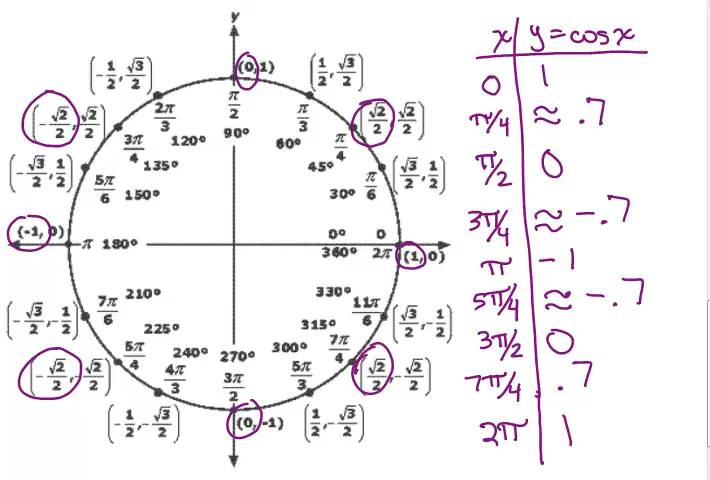 y
(-1/2, √3/2) (0,1) (1/2, √3/2)
(-√2/2, √2/2) 2π/3 π/2 π/3 (√2/2, √2/2)
3π/4 120° 90° 60° π/4
(-√3/2, 1/2) 135° 45° (√3/2, 1/2)
5π/6 150° 30° π/6
(-1,0) π 180° 0° 0
360° 2π (1,0)
(-√3/2, -1/2) 7π/6 210° 330° 11π/6 (√3/2, -1/2)
225° 315°
5π/4 240° 270° 300° 7π/4
(-√2/2, -√2/2) 4π/3 3π/2 5π/3 (√2/2, -√2/2)
(-1/2, -√3/2) (0,-1) (1/2, -√3/2)
x y = cosx
0 1
π/4 ≈ .7
π/2 0
3π/4 ≈ -.7
π -1
5π/4 ≈ -.7
3π/2 0
7π/4 .7
2π 1